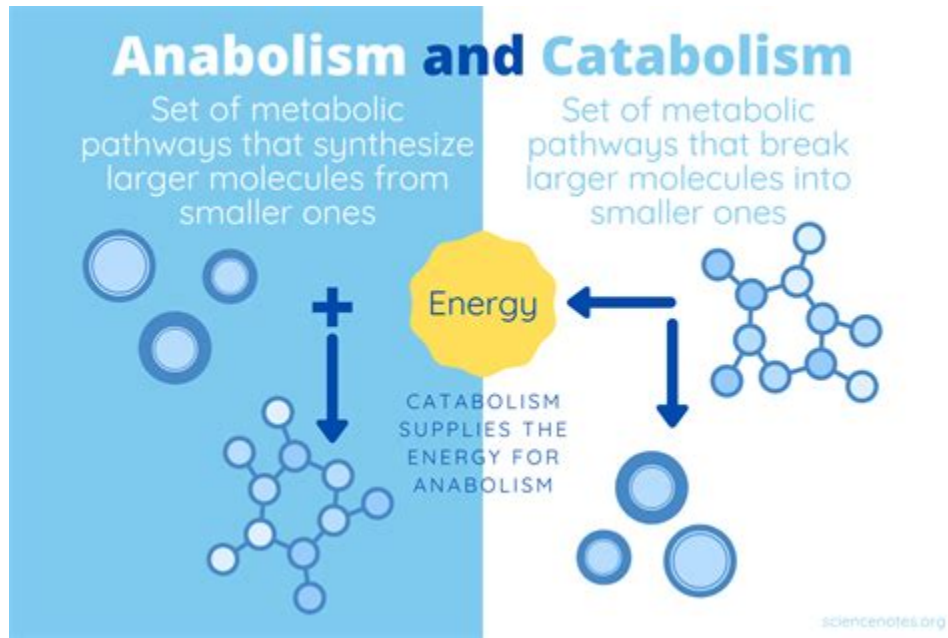 Anabolism and Catabolism
Set of metabolic
pathways that synthesize
larger molecules from
smaller ones
Set of metabolic
pathways that break
larger molecules into
smaller ones
+
Energy
CATABOLISM
SUPPLIES THE
ENERGY FOR
ANABOLISM
sciencenotes.org